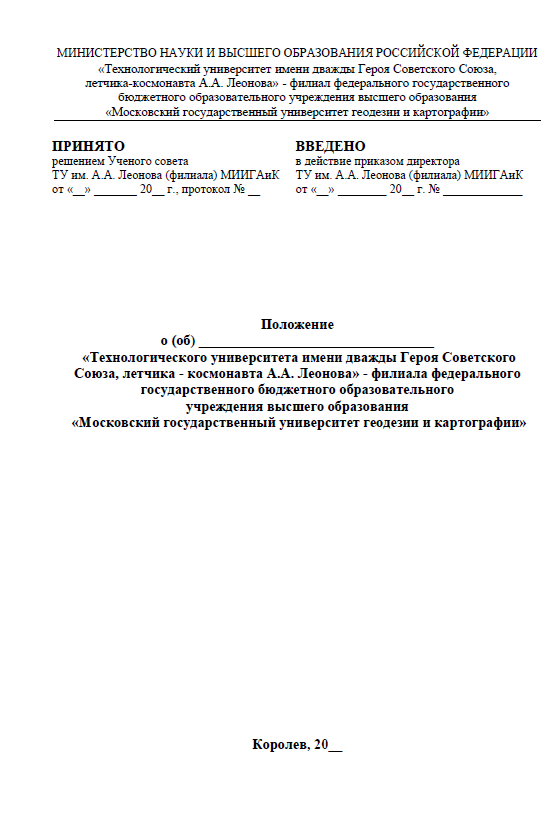 МИНИСТЕРСТВО НАУКИ И ВЫСШЕГО ОБРАЗОВАНИЯ РОССИЙСКОЙ ФЕДЕРАЦИИ
«Технологический университет имени дважды Героя Советского Союза,
летчика-космонавта А.А. Леонова» - филиал федерального государственного
бюджетного образовательного учреждения высшего образования
«Московский государственный университет геодезии и картографии»
ПРИНЯТО
решением Ученого совета
ТУ им. А.А. Леонова (филиала) МИИГАиК
от «__» _______ 20__ г., протокол № __
ВВЕДЕНО
в действие приказом директора
ТУ им. А.А. Леонова (филиала) МИИГАиК
от «__» ________ 20__ г. № _____________
Положение
о (об) __________________________________
«Технологического университета имени дважды Героя Советского
Союза, летчика - космонавта А.А. Леонова» - филиала федерального
государственного бюджетного образовательного
учреждения высшего образования
«Московский государственный университет геодезии и картографии»
Королев, 20__